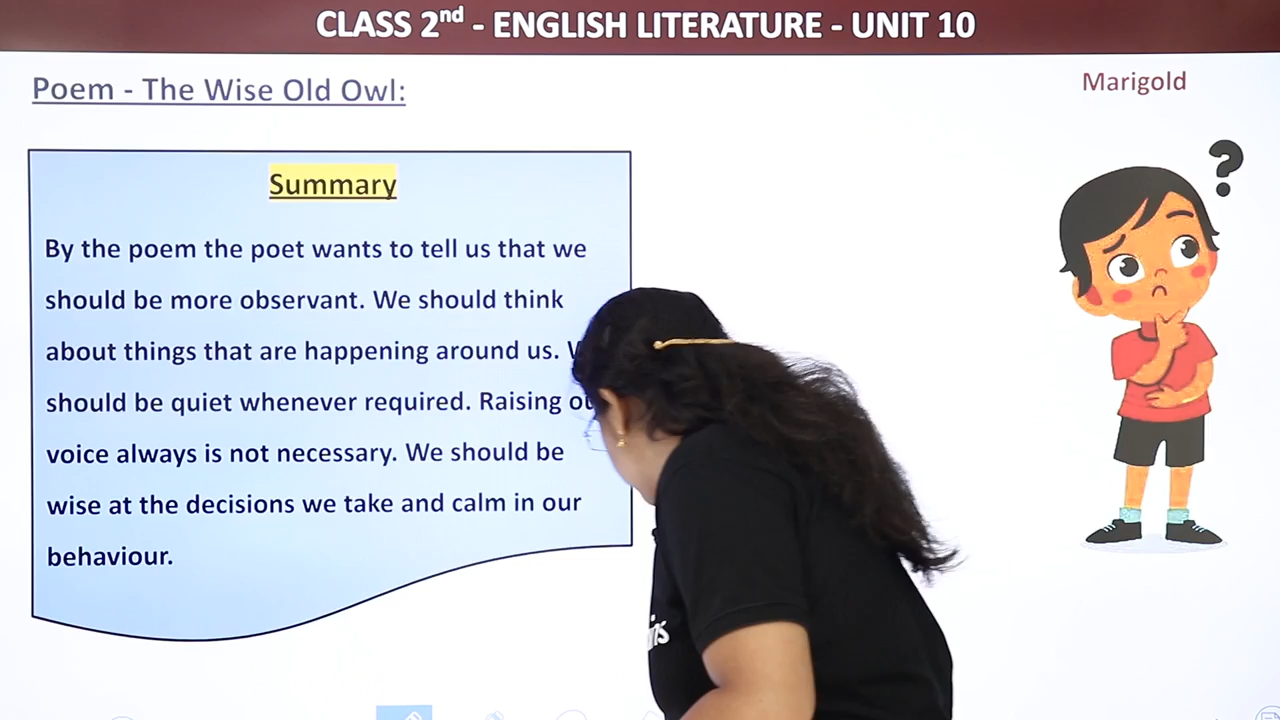 CLASS 2nd - ENGLISH LITERATURE - UNIT 10
Poem - The Wise Old Owl:
Marigold
?
Summary
By the poem the poet wants to tell us that we
should be more observant. We should think
about things that are happening around us.
should be quiet whenever required. Raising
voice always is not necessary. We should be
wise at the decisions we take and calm in our
behaviour.